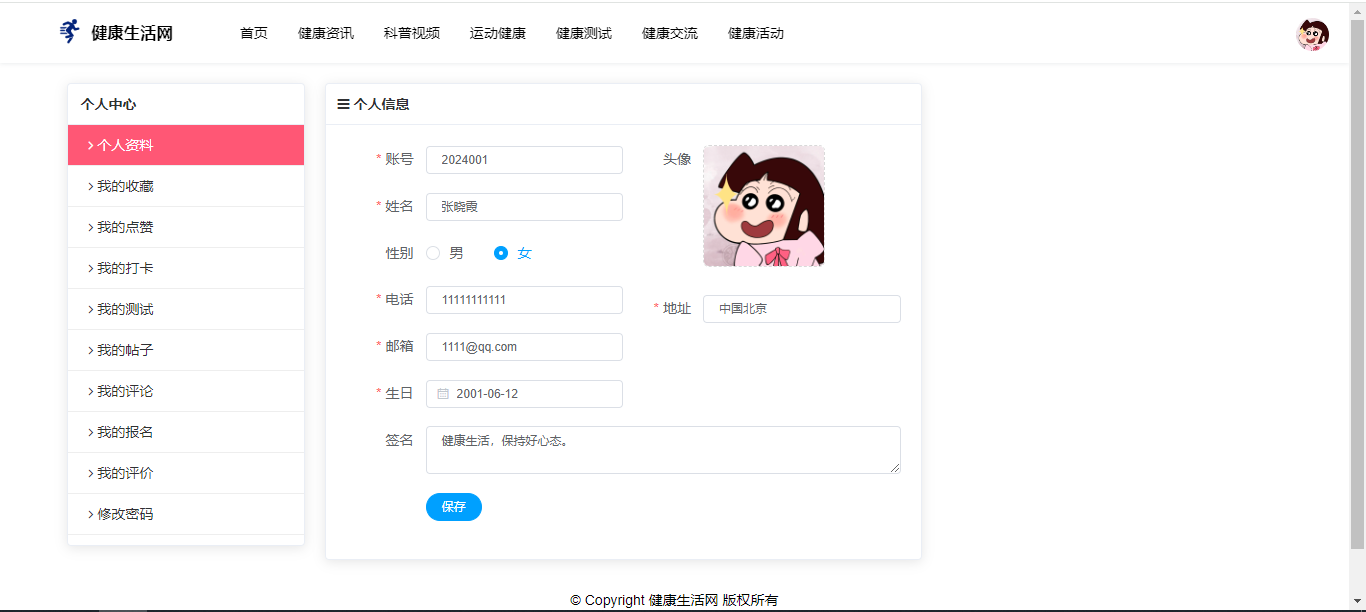 健康生活网 首页 健康资讯 科普视频 运动健康 健康测试 健康交流 健康活动
个人中心
个人资料
我的收藏
我的点赞
我的打卡
我的测试
我的帖子
我的评论
我的报名
我的评价
修改密码
个人信息
* 账号 2024001
头像
* 姓名 张晓霞
性别 男 女
* 电话 11111111111
* 地址 中国北京
* 邮箱 1111@qq.com
* 生日 2001-06-12
签名 健康生活，保持好心态。
保存
© Copyright 健康生活网 版权所有